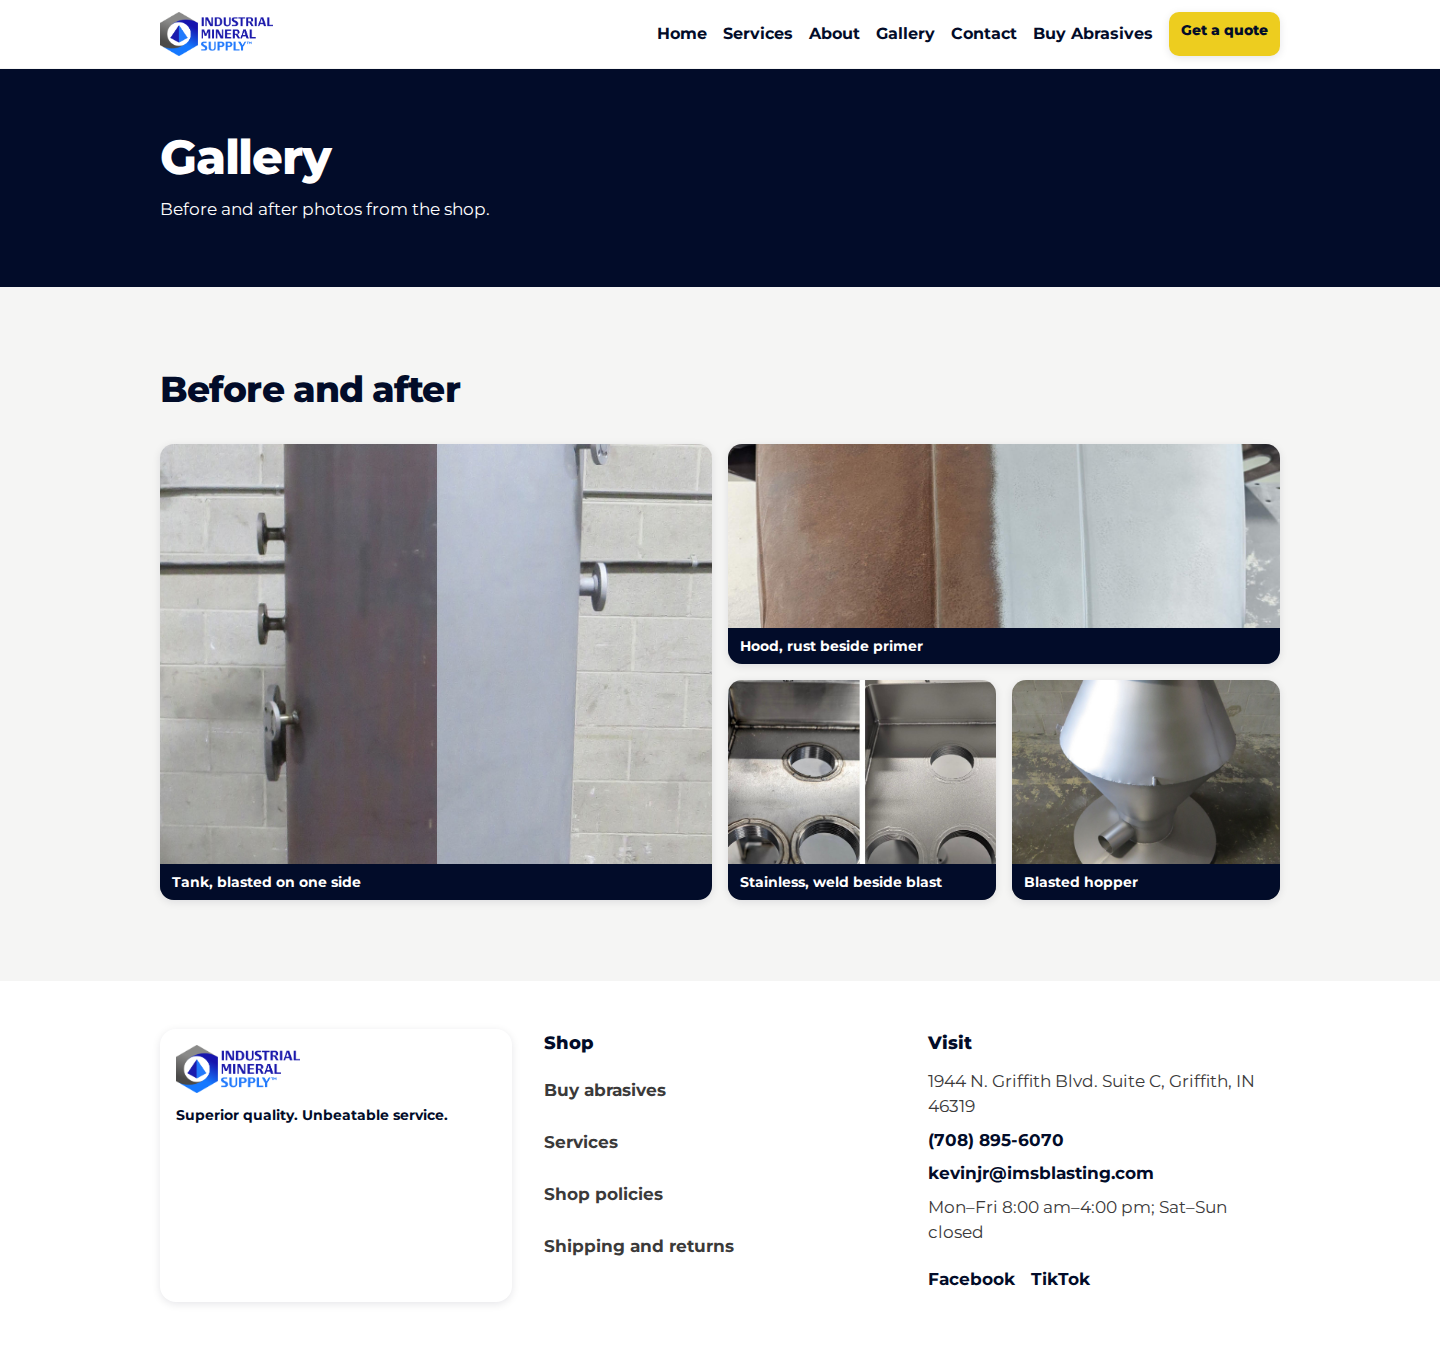 INDUSTRIAL
MINERAL
SUPPLY™
Home Services About Gallery Contact Buy Abrasives Get a quote
Gallery
Before and after photos from the shop.
Before and after
Hood, rust beside primer
Tank, blasted on one side
Stainless, weld beside blast
Blasted hopper
INDUSTRIAL
MINERAL
SUPPLY™
Superior quality. Unbeatable service.
Shop
Buy abrasives
Services
Shop policies
Shipping and returns
Visit
1944 N. Griffith Blvd. Suite C, Griffith, IN
46319
(708) 895-6070
kevinjr@imsblasting.com
Mon–Fri 8:00 am–4:00 pm; Sat–Sun
closed
Facebook TikTok